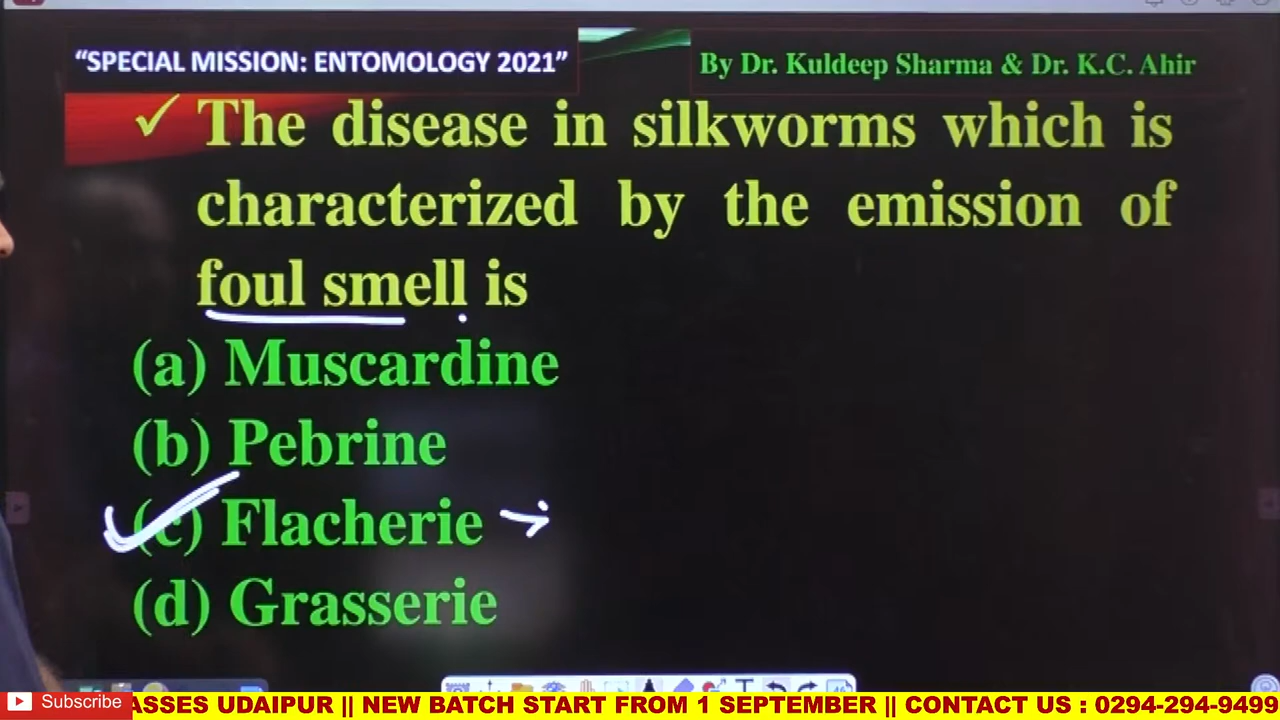 “SPECIAL MISSION: ENTOMOLOGY 2021”
By Dr. Kuldeep Sharma & Dr. K.C. Ahir
✓ The disease in silkworms which is
characterized by the emission of
foul smell is
(a) Muscardine
(b) Pebrine
(c) Flacherie
(d) Grasserie
Subscribe
ASSES UDAIPUR || NEW BATCH START FROM 1 SEPTEMBER || CONTACT US : 0294-294-9499